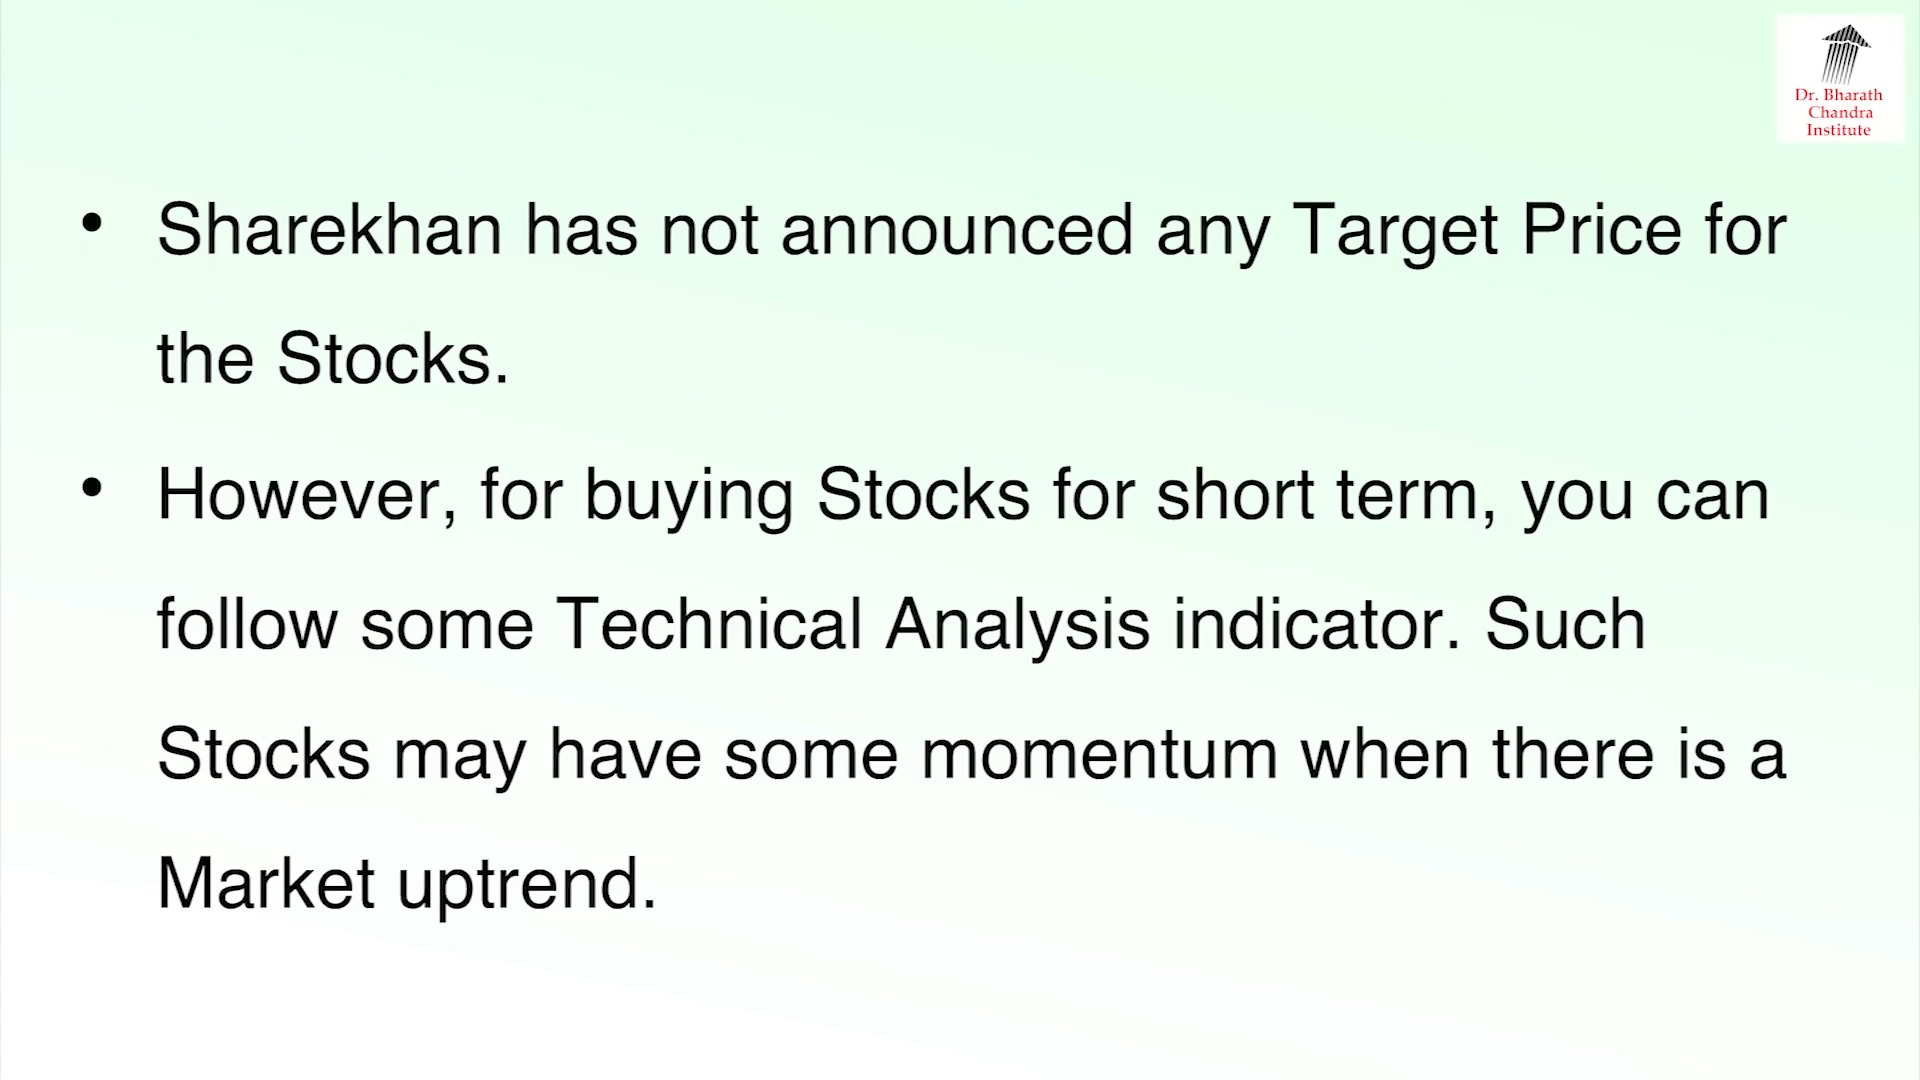 Dr. Bharath
Chandra
Institute
• Sharekhan has not announced any Target Price for
the Stocks.
• However, for buying Stocks for short term, you can
follow some Technical Analysis indicator. Such
Stocks may have some momentum when there is a
Market uptrend.